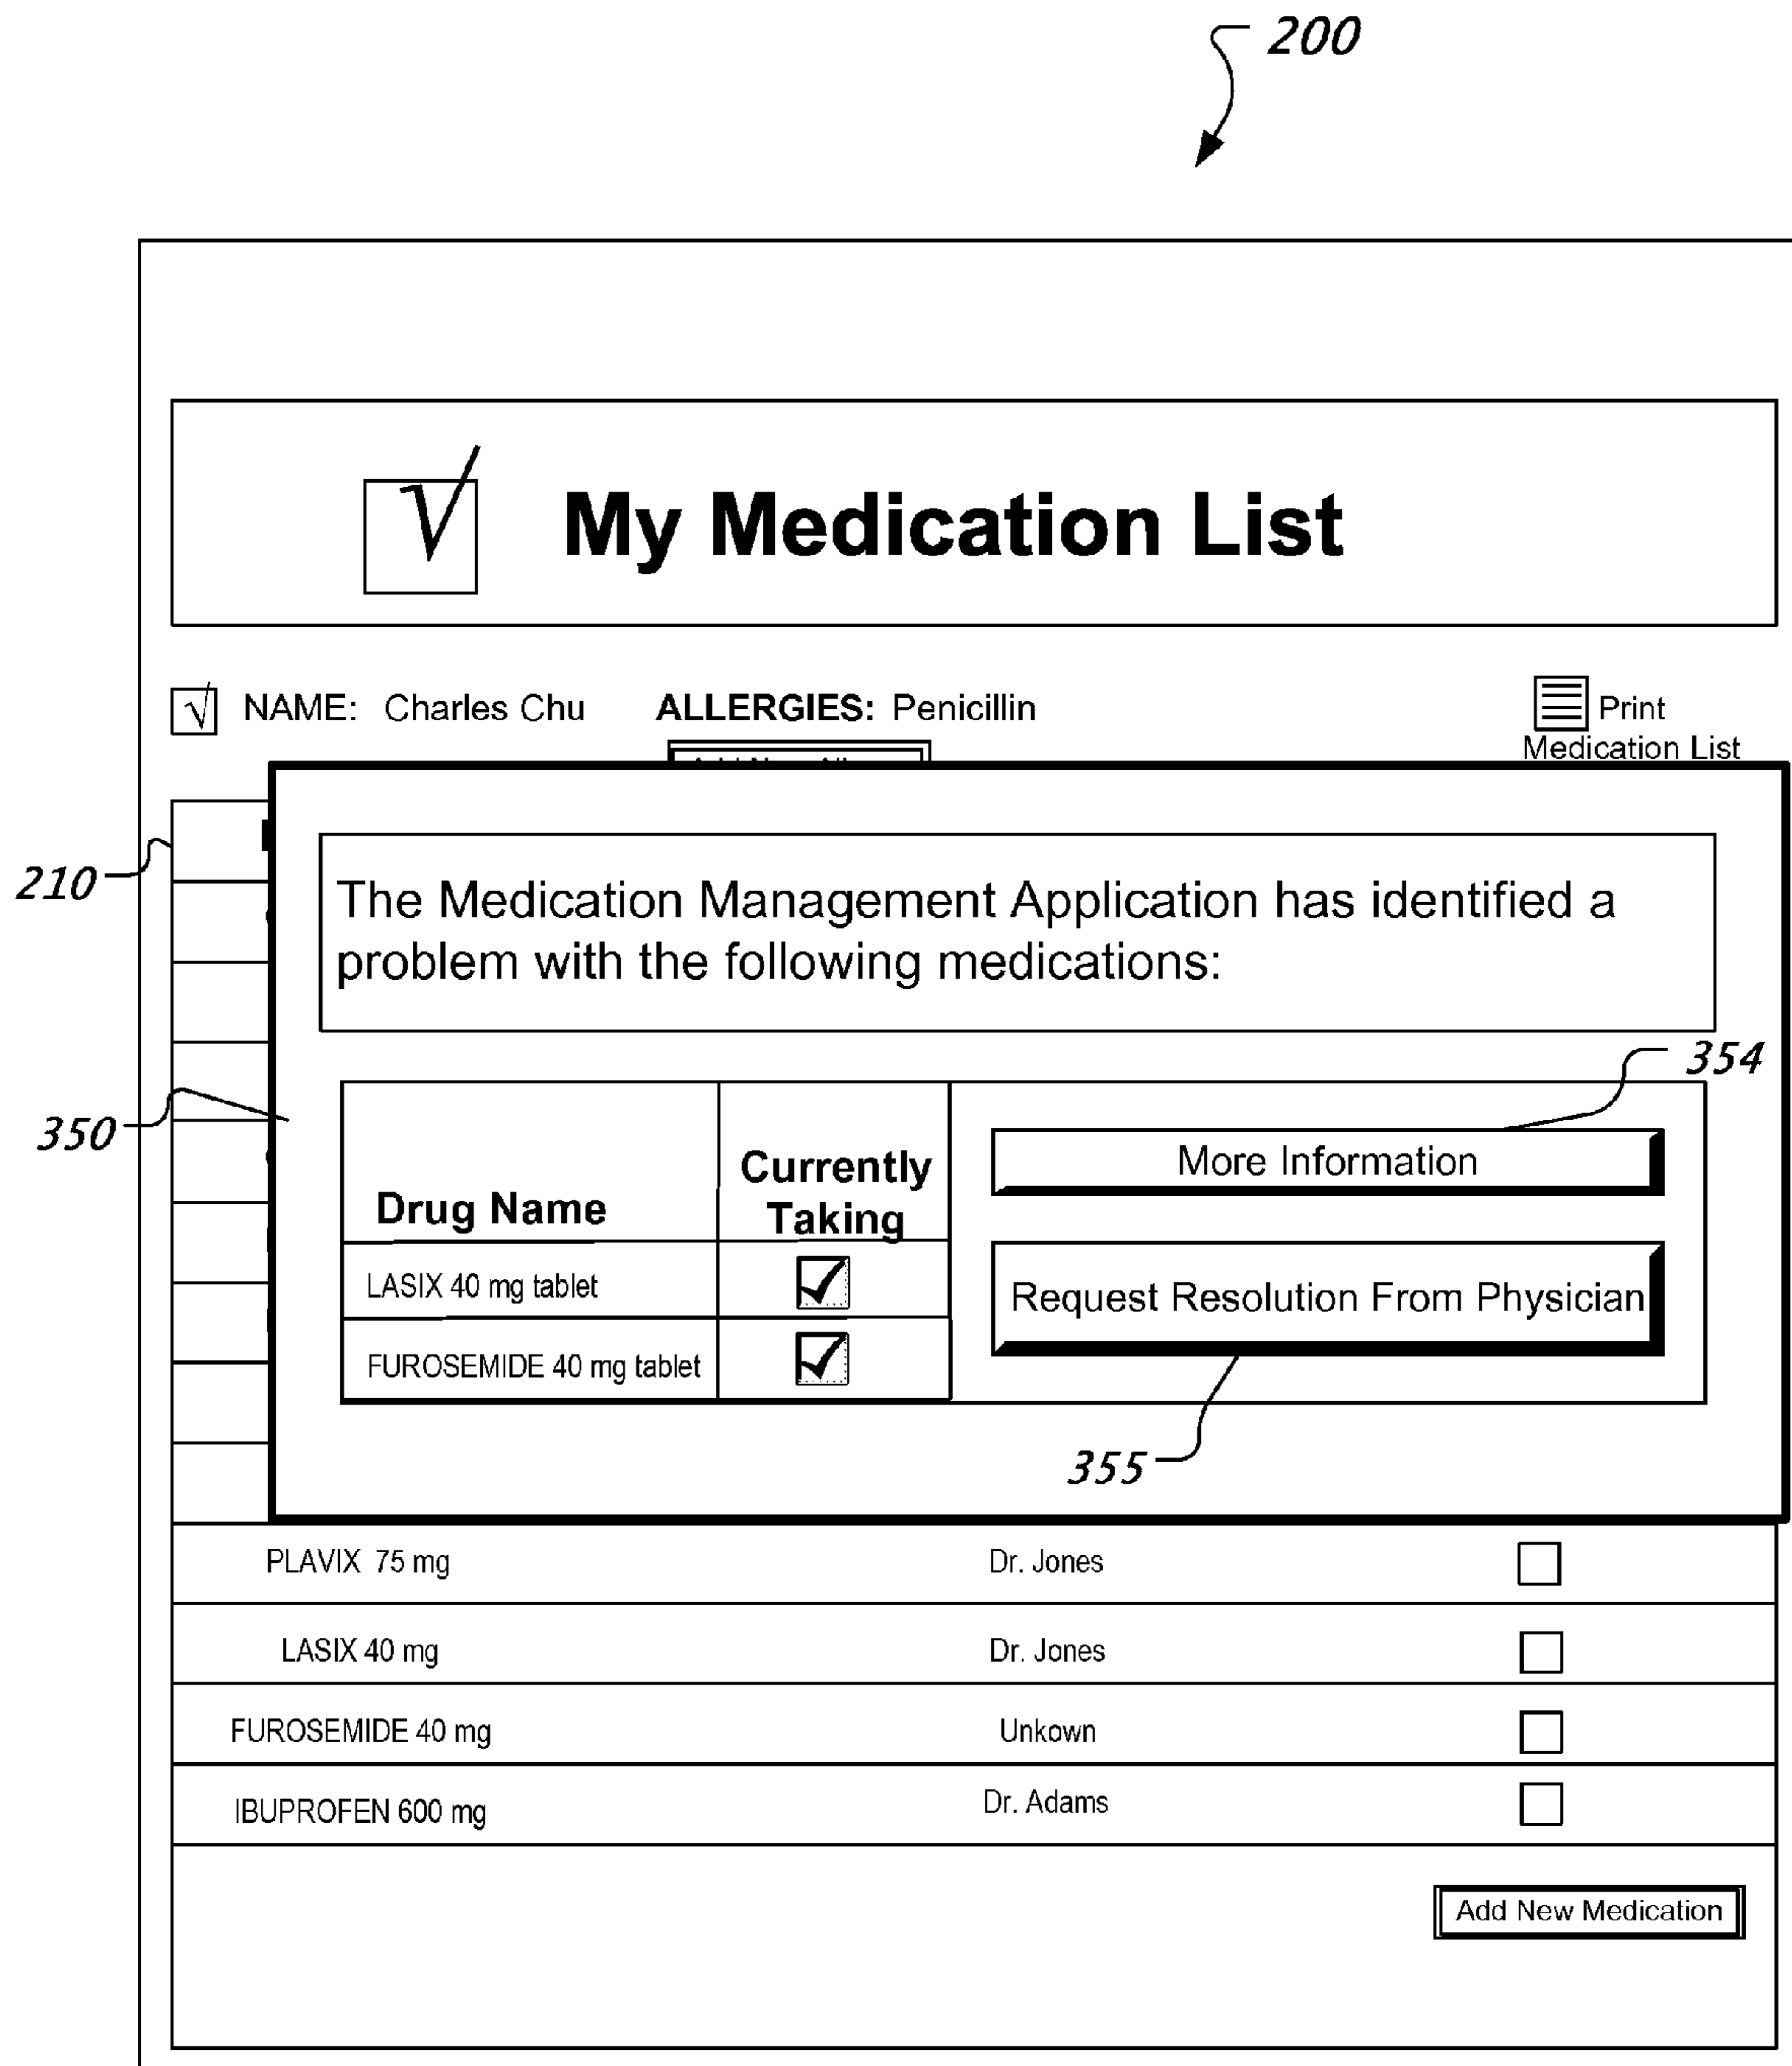 200
My Medication List
NAME: Charles Chu ALLERGIES: Penicillin Print
Medication List
210
The Medication Management Application has identified a
problem with the following medications:
354
350
More Information
Currently
Drug Name Taking
LASIX 40 mg tablet
Request Resolution From Physician
FUROSEMIDE 40 mg tablet
355
PLAVIX 75 mg Dr. Jones
LASIX 40 mg Dr. Jones
FUROSEMIDE 40 mg Unkown
IBUPROFEN 600 mg Dr. Adams
Add New Medication